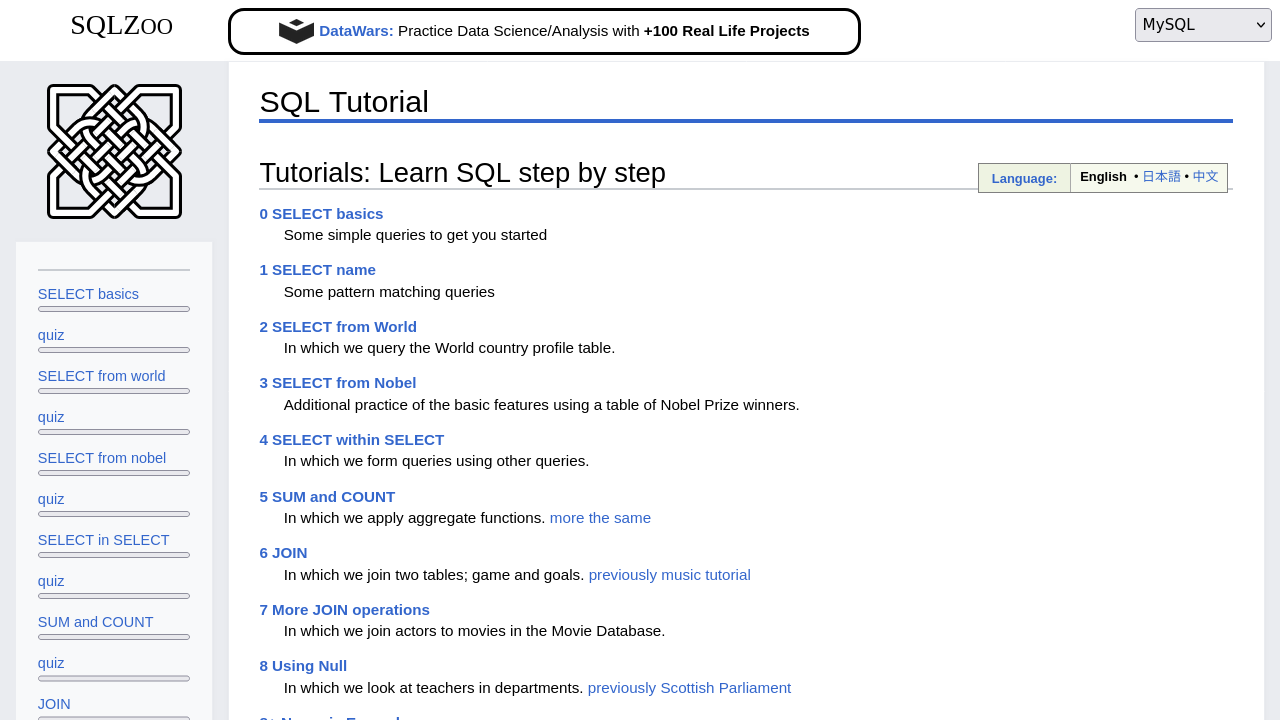 SQLZoo
DataWars: Practice Data Science/Analysis with +100 Real Life Projects
MySQL
SELECT basics
quiz
SELECT from world
quiz
SELECT from nobel
quiz
SELECT in SELECT
quiz
SUM and COUNT
quiz
JOIN
SQL Tutorial
Tutorials: Learn SQL step by step
Language: English • 日本語 • 中文
0 SELECT basics
Some simple queries to get you started
1 SELECT name
Some pattern matching queries
2 SELECT from World
In which we query the World country profile table.
3 SELECT from Nobel
Additional practice of the basic features using a table of Nobel Prize winners.
4 SELECT within SELECT
In which we form queries using other queries.
5 SUM and COUNT
In which we apply aggregate functions. more the same
6 JOIN
In which we join two tables; game and goals. previously music tutorial
7 More JOIN operations
In which we join actors to movies in the Movie Database.
8 Using Null
In which we look at teachers in departments. previously Scottish Parliament